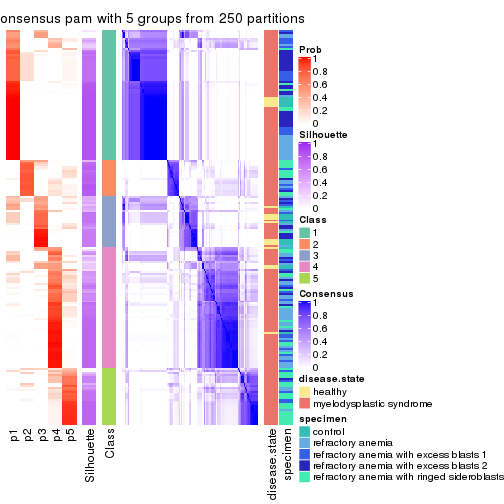 onsensus pam with 5 groups from 250 partitions
Prob
1
0.8
0.6
0.4
0.2
0
Silhouette
1
0.8
0.6
0.4
0.2
0
Class
1
2
3
4
5
Consensus
1
0.8
0.6
0.4
0.2
0
disease.state
healthy
myelodysplastic syndrome
specimen
control
refractory anemia
refractory anemia with excess blasts 1
refractory anemia with excess blasts 2
refractory anemia with ringed sideroblasts
p1
p2
p3
p4
p5
Silhouette
Class
disease.state
specimen